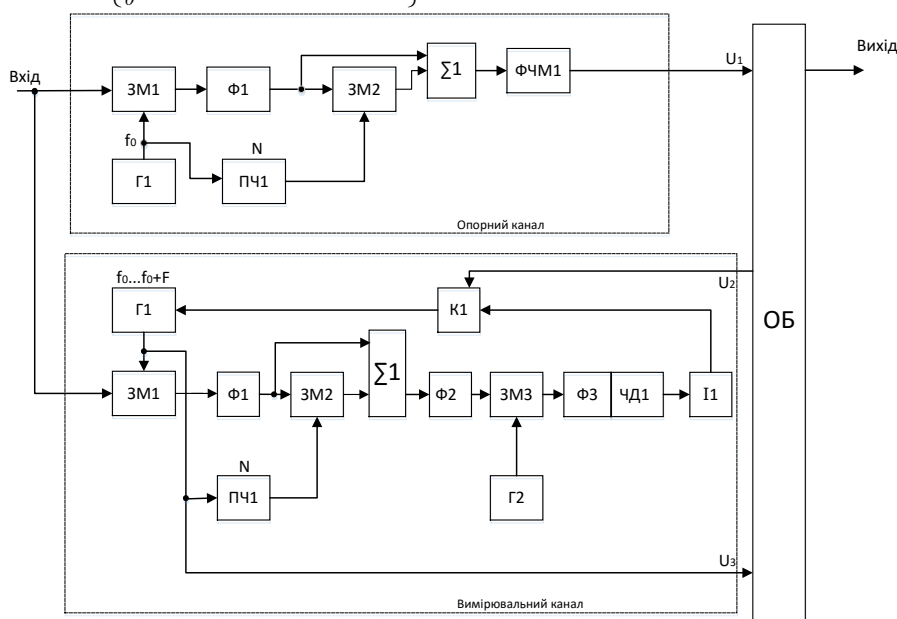 Вхід
ЗМ1
Ф1
ЗМ2
∑1
ФЧМ1
U₁
Вихід
f₀
N
Г1
ПЧ1
Опорний канал
f₀...f₀+F
Г1
К1
U₂
ОБ
ЗМ1
Ф1
ЗМ2
∑1
Ф2
ЗМ3
Ф3
ЧД1
І1
N
ПЧ1
Г2
U₃
Вимірювальний канал